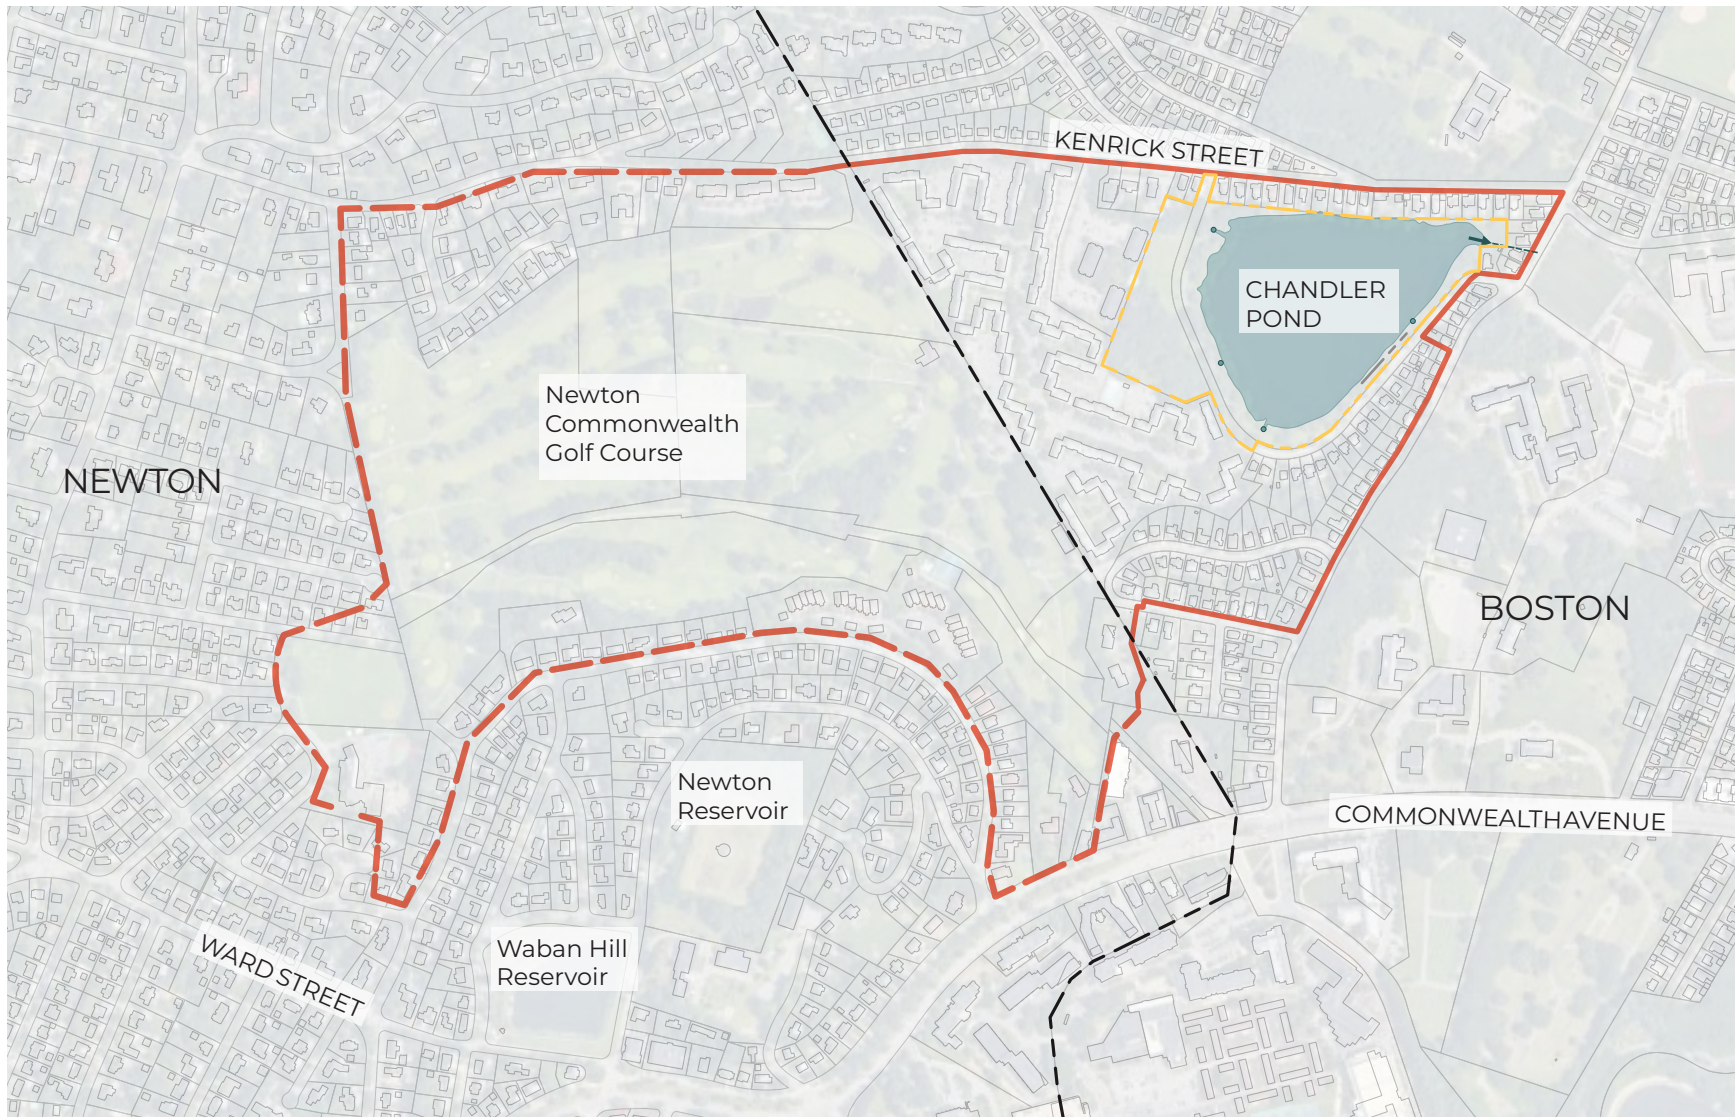 KENRICK STREET
CHANDLER
POND
Newton
Commonwealth
Golf Course
NEWTON
BOSTON
Newton
Reservoir
COMMONWEALTHAVENUE
WARD STREET
Waban Hill
Reservoir